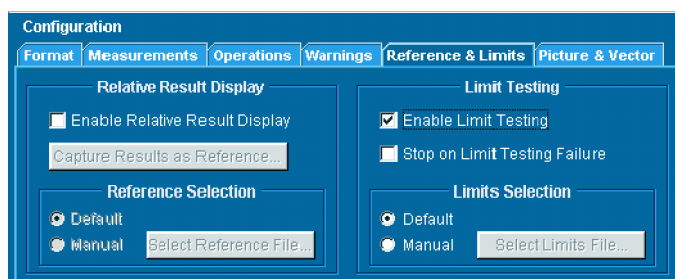 Configuration
Format Measurements Operations Warnings Reference & Limits Picture & Vector
Relative Result Display
Enable Relative Result Display
Capture Results as Reference...
Reference Selection
Default
Manual Select Reference File...
Limit Testing
Enable Limit Testing
Stop on Limit Testing Failure
Limits Selection
Default
Manual Select Limits File...